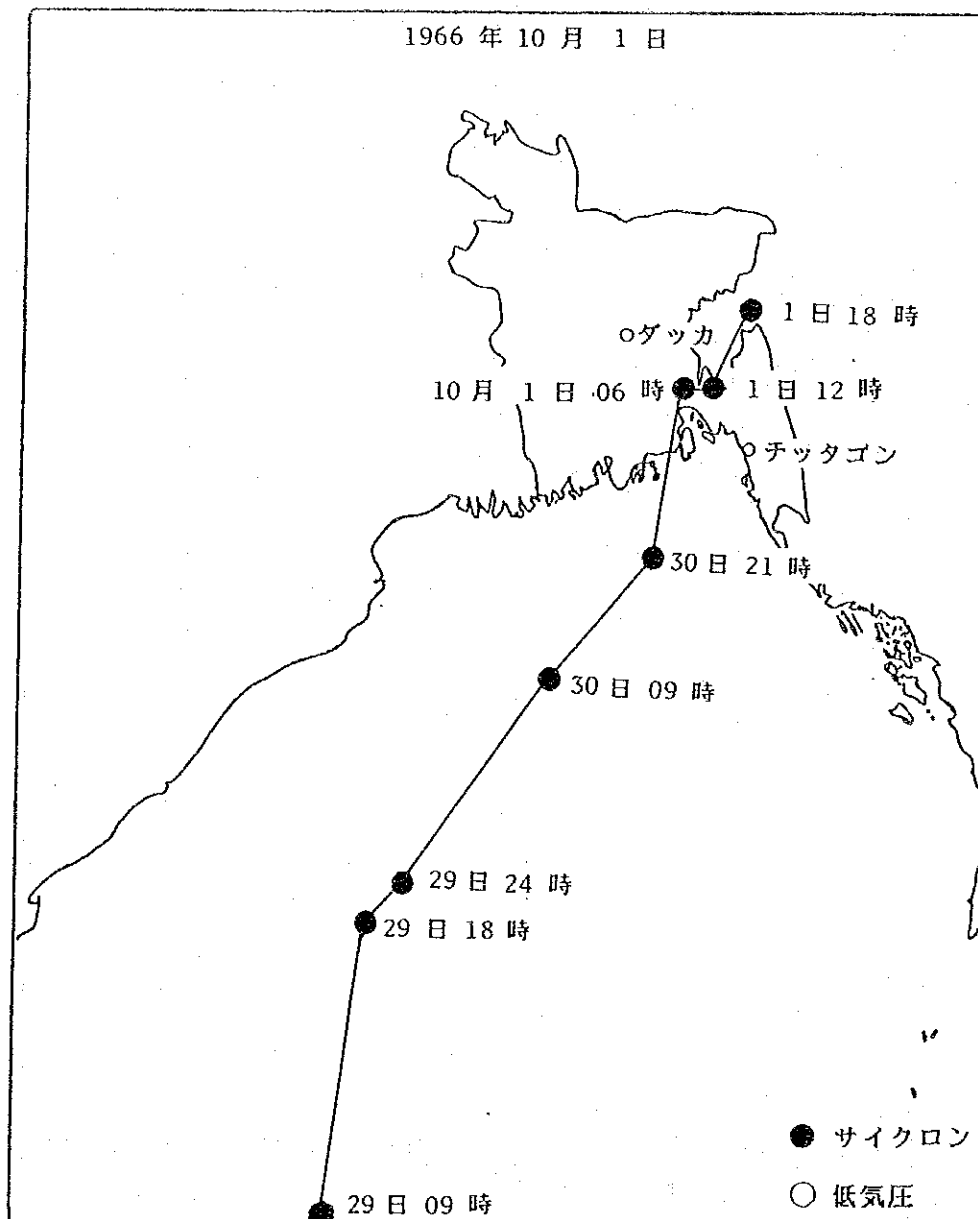 1966 年 10 月 1 日
1 日 18 時
ダッカ
10 月 1 日 06 時
1 日 12 時
チッタゴン
30 日 21 時
30 日 09 時
29 日 24 時
29 日 18 時
サイクロン
低気圧
29 日 09 時